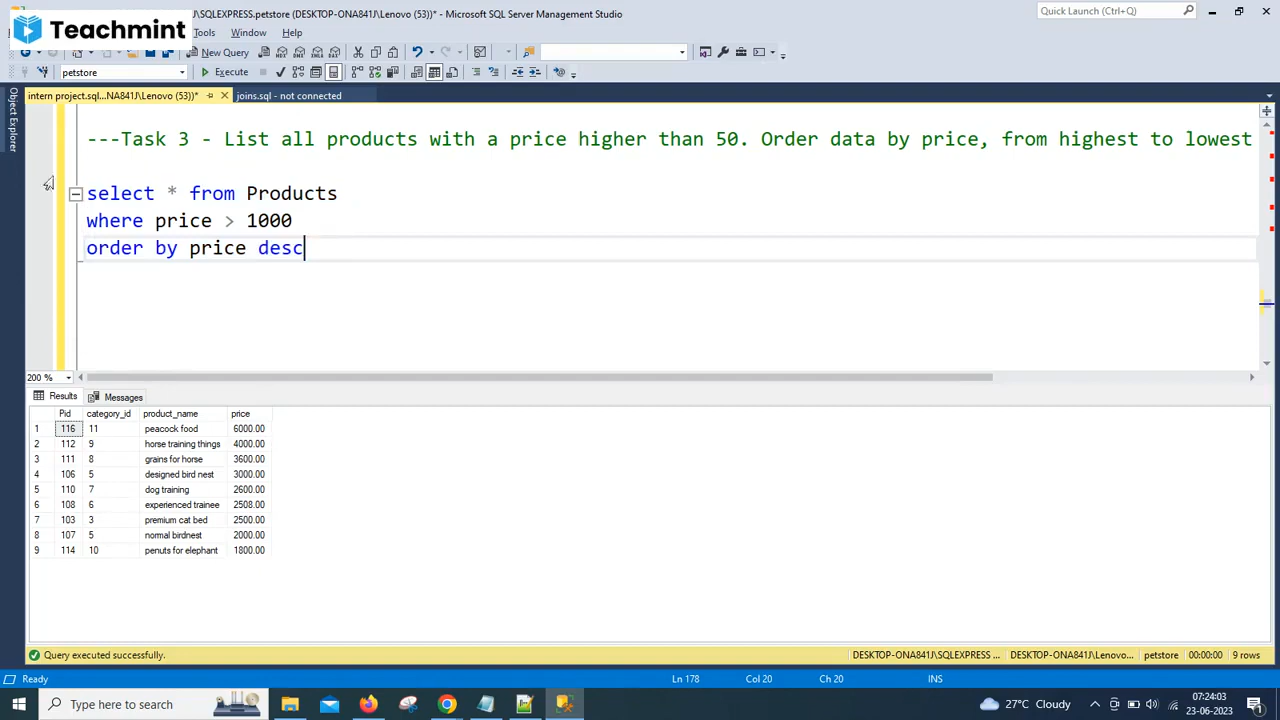 Teachmint
\SQLEXPRESS.petstore (DESKTOP-ONA841J\Lenovo (53))* - Microsoft SQL Server Management Studio
Quick Launch (Ctrl+Q)
Tools Window Help
New Query
petstore Execute
intern project.sql...NA841J\Lenovo (53))* joins.sql - not connected
Object Explorer
---Task 3 - List all products with a price higher than 50. Order data by price, from highest to lowest
select * from Products
where price > 1000
order by price desc
200 %
Results Messages
Pid category_id product_name price
1 116 11 peacock food 6000.00
2 112 9 horse training things 4000.00
3 111 8 grains for horse 3600.00
4 106 5 designed bird nest 3000.00
5 110 7 dog training 2600.00
6 108 6 experienced trainee 2508.00
7 103 3 premium cat bed 2500.00
8 107 5 normal birdnest 2000.00
9 114 10 penuts for elephant 1800.00
Query executed successfully. DESKTOP-ONA841J\SQLEXPRESS ... DESKTOP-ONA841J\Lenovo... petstore 00:00:00 9 rows
Ready Ln 178 Col 20 Ch 20 INS
Type here to search 27°C Cloudy 07:24:03
23-06-2023